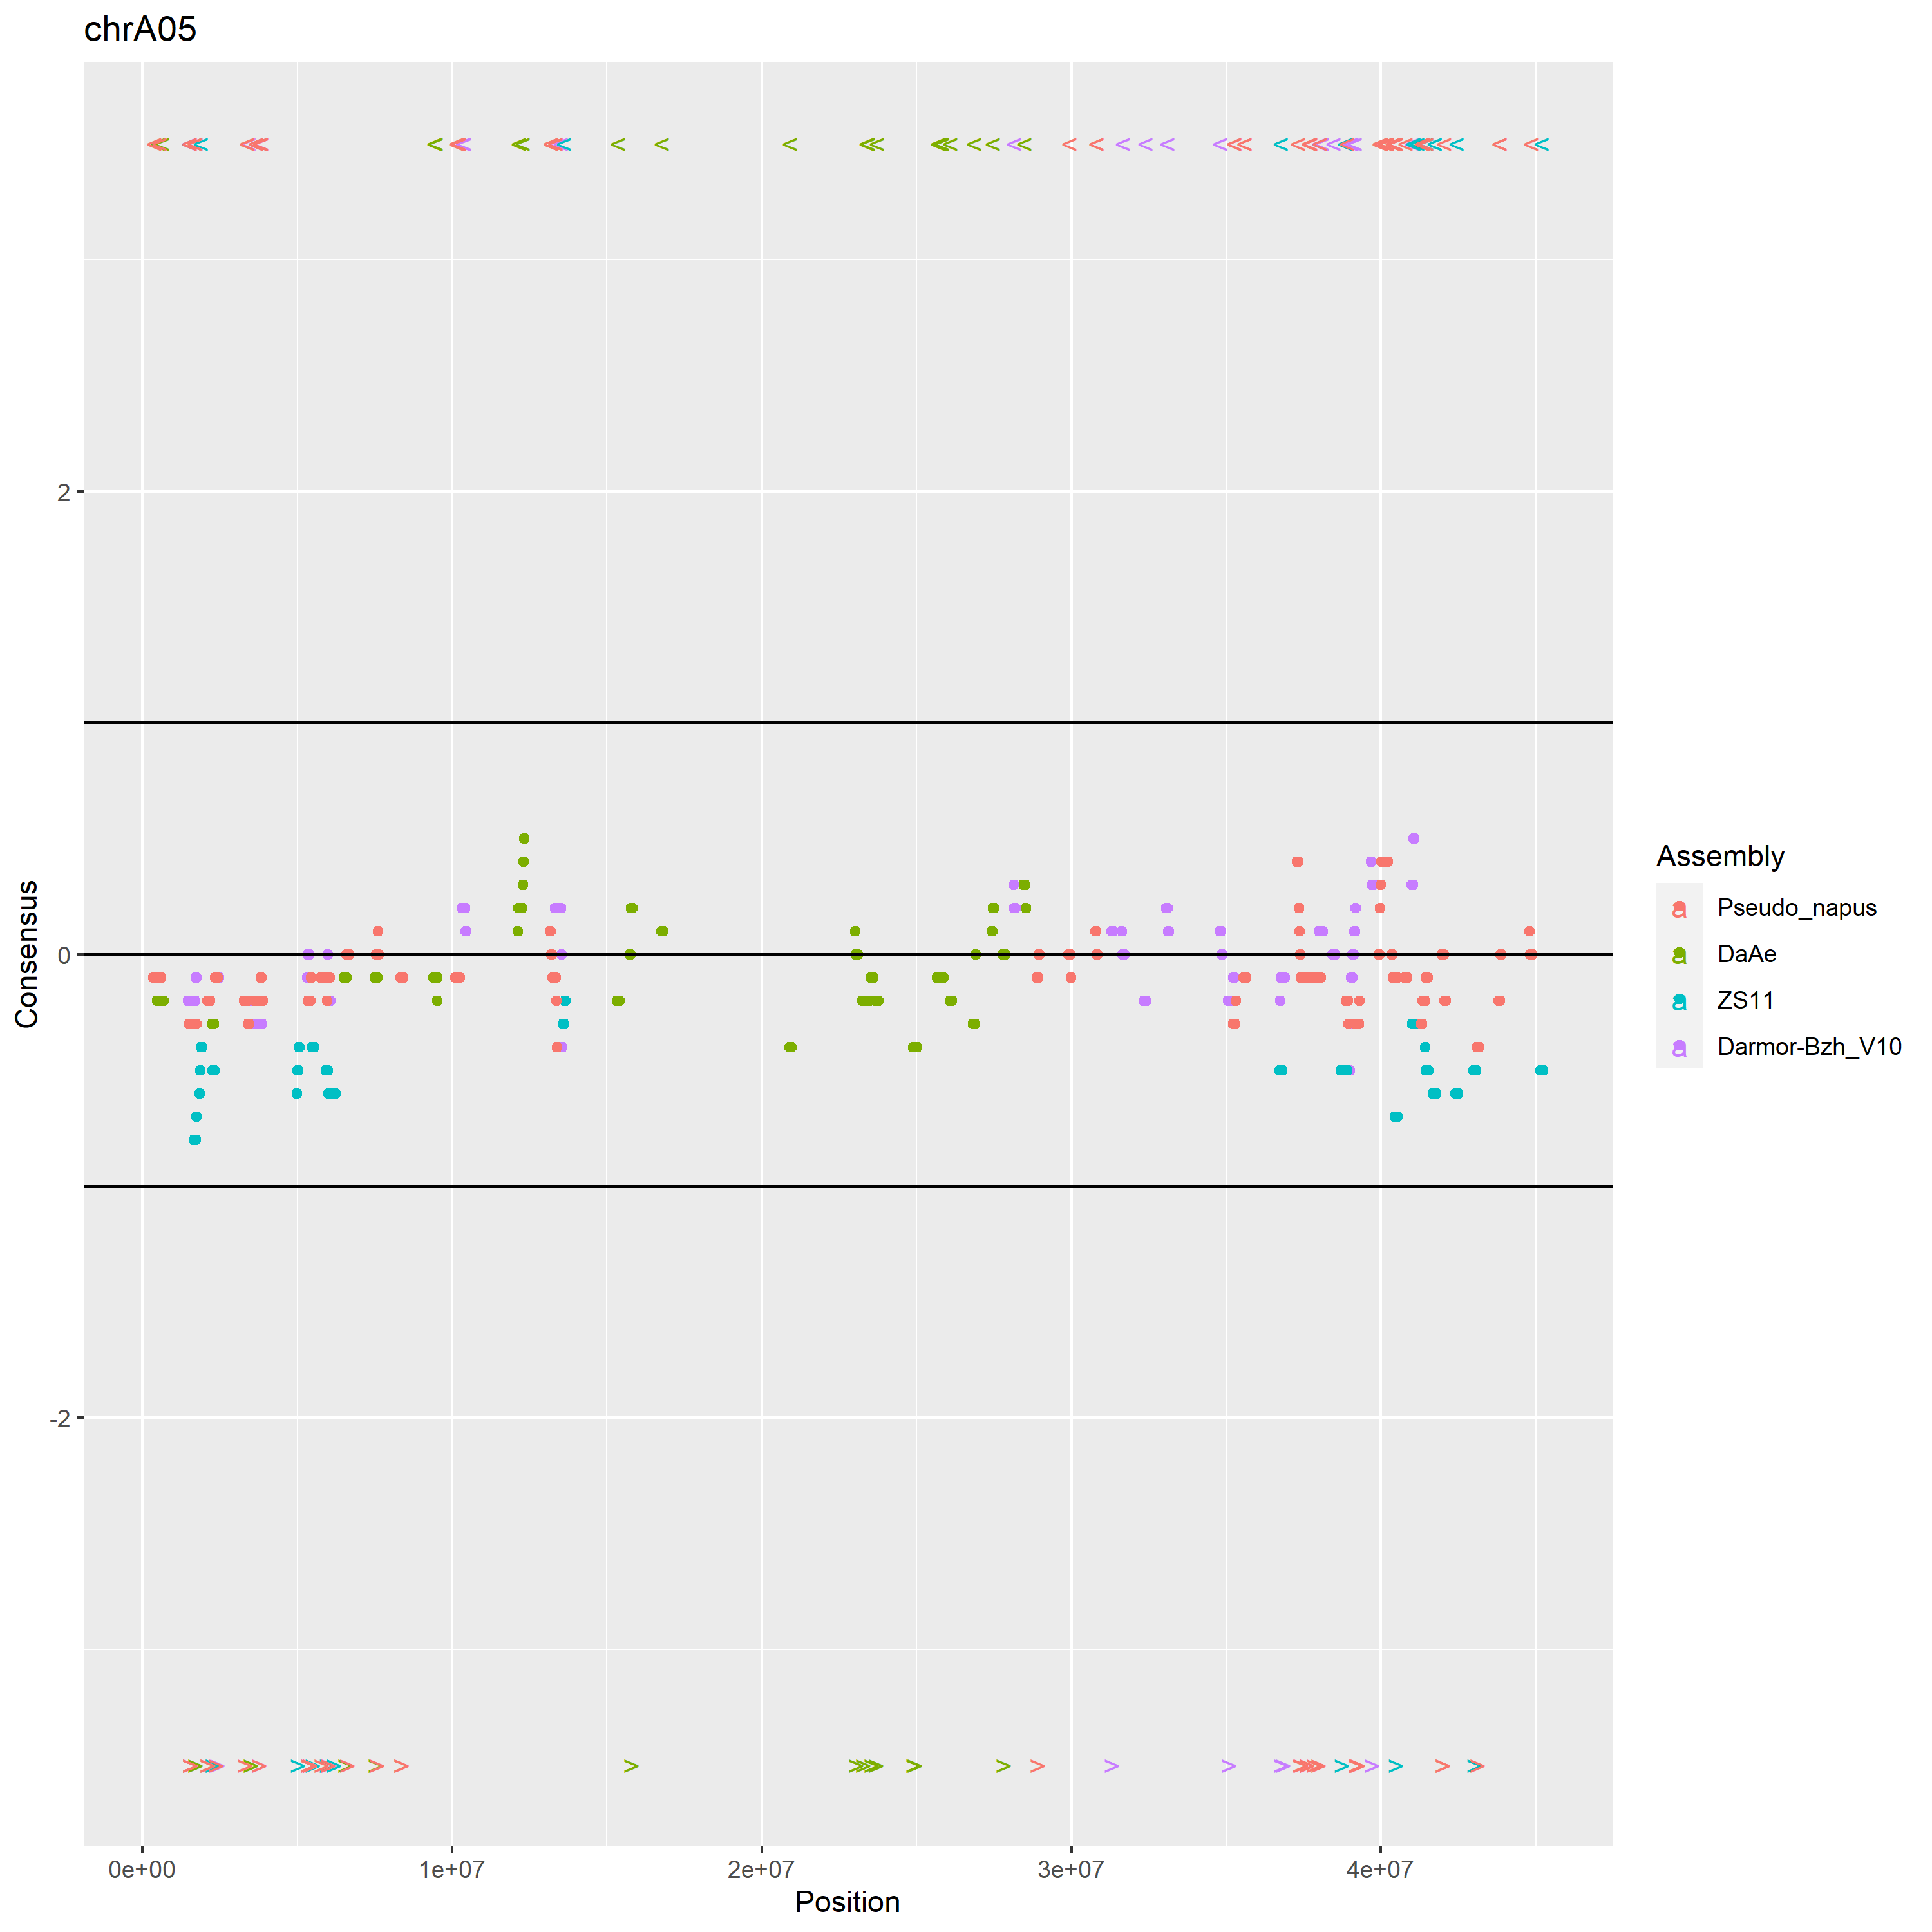 chrA05
2
0
-2
Consensus
0e+00 1e+07 2e+07 3e+07 4e+07
Position
Assembly
a Pseudo_napus
a DaAe
a ZS11
a Darmor-Bzh_V10